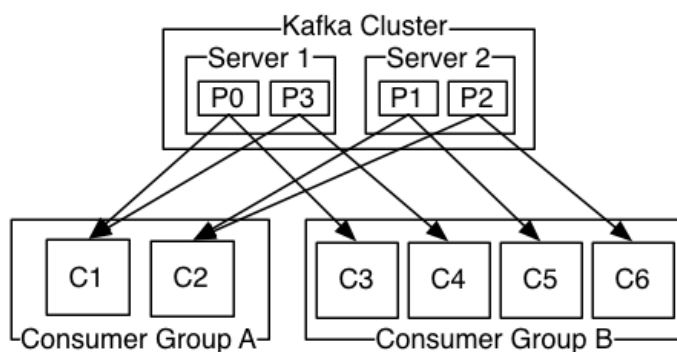 Kafka Cluster
Server 1 Server 2
P0 P3 P1 P2
C1 C2 C3 C4 C5 C6
Consumer Group A Consumer Group B